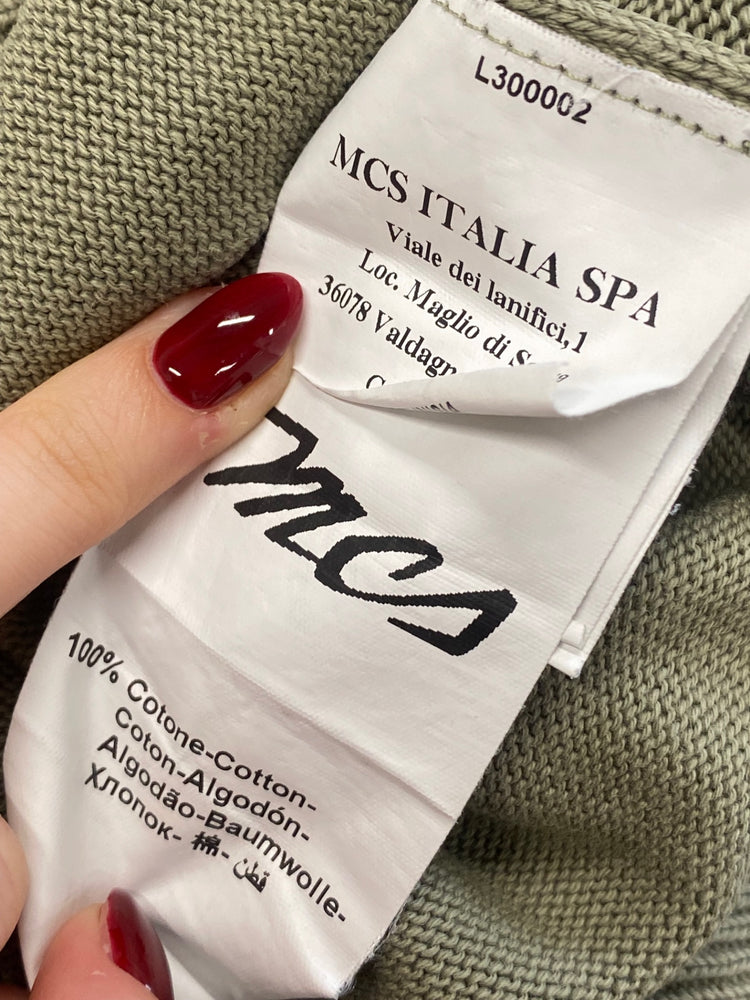 L300002
MCS ITALIA SPA
Viale dei lanifici,1
Loc. Maglio di
36078
mcs
100% Cotone-Cotton-
Coton-Algodón-
Algodão-Baumwolle-
Хлопок- 棉- قطن